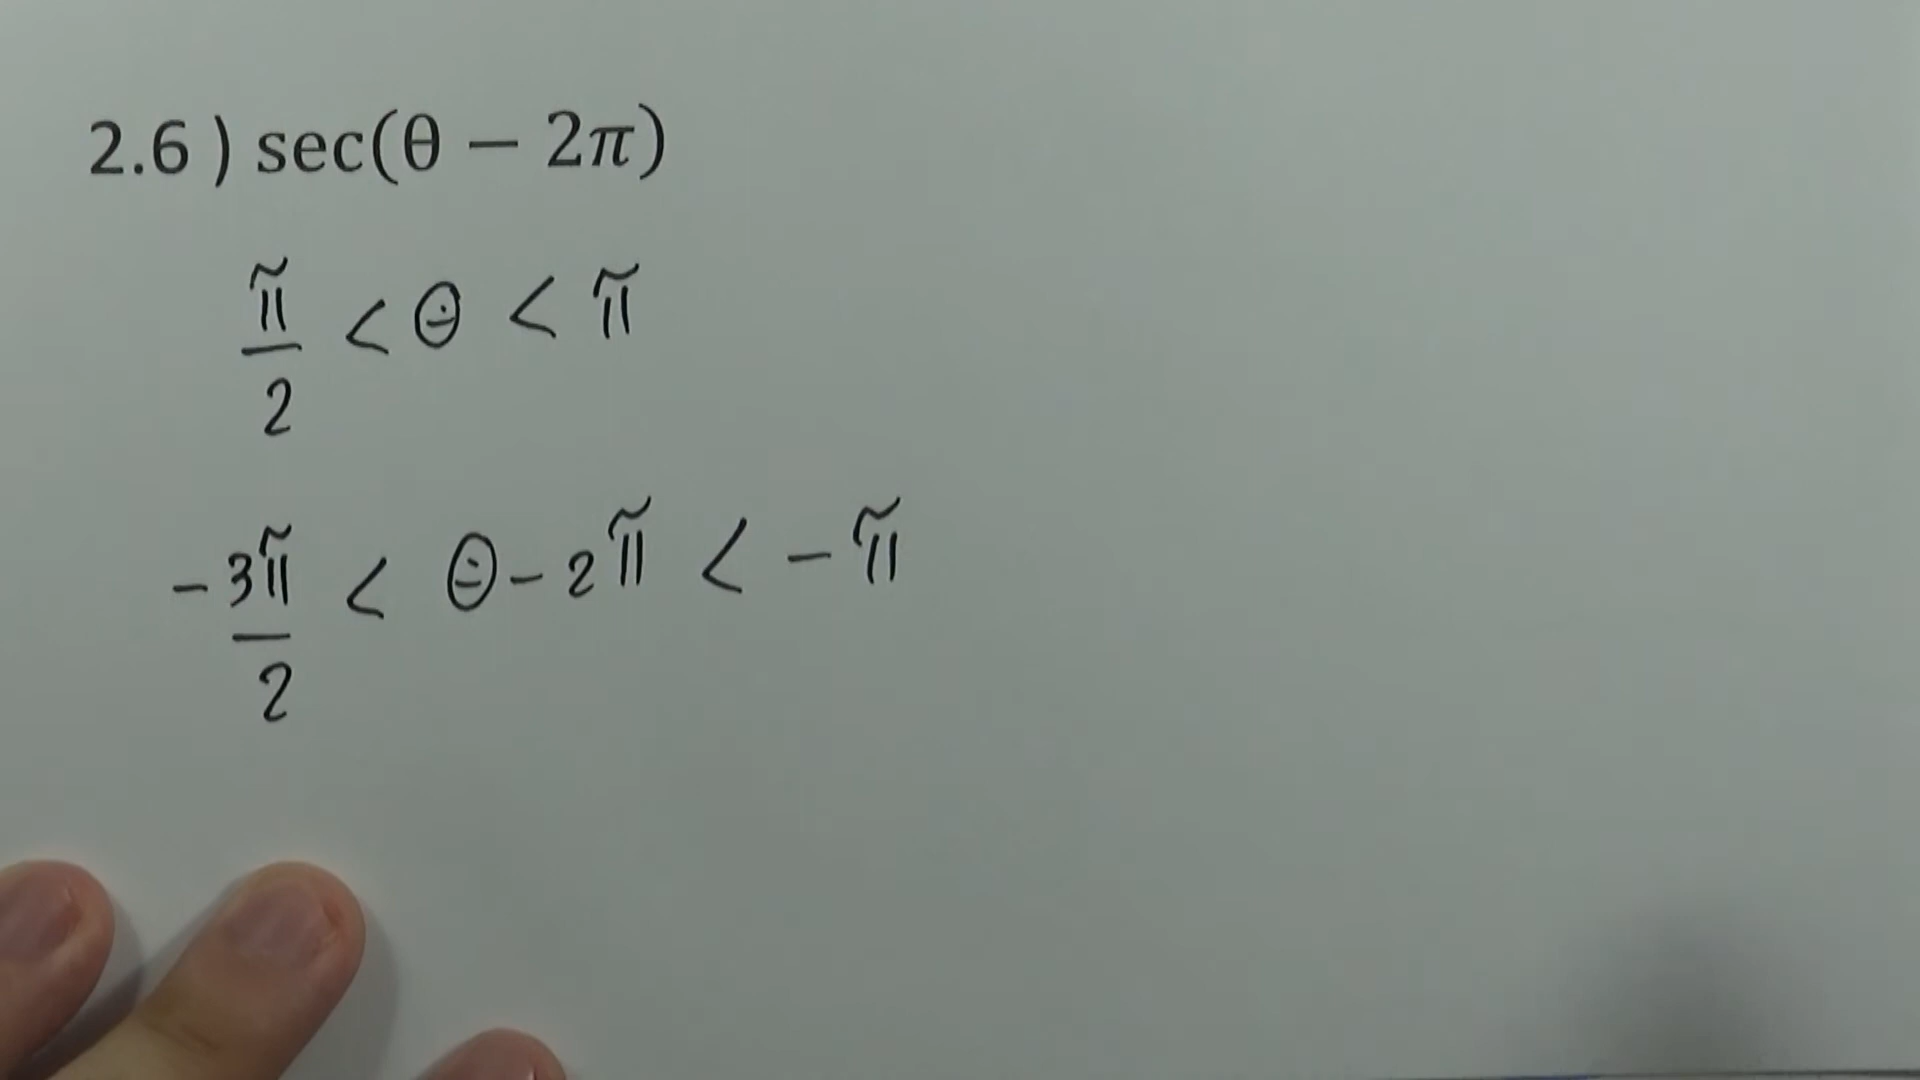 2.6 ) sec(θ − 2π)
π/2 < θ < π
-3π/2 < θ - 2π < - π